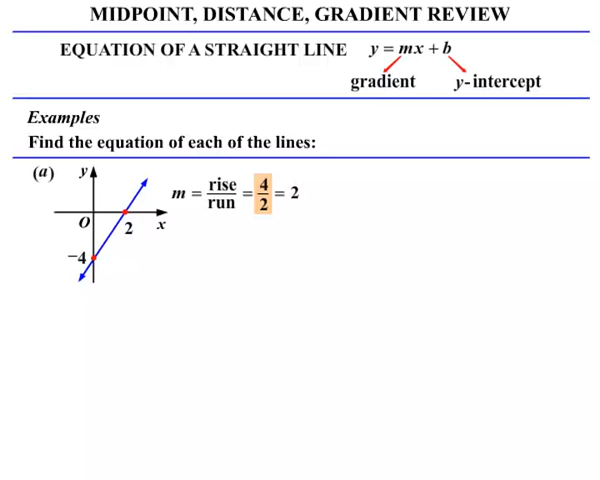 MIDPOINT, DISTANCE, GRADIENT REVIEW
EQUATION OF A STRAIGHT LINE y = mx + b
gradient y-intercept
Examples
Find the equation of each of the lines:
(a) y
m = rise/run = 4/2 = 2
O 2 x
−4